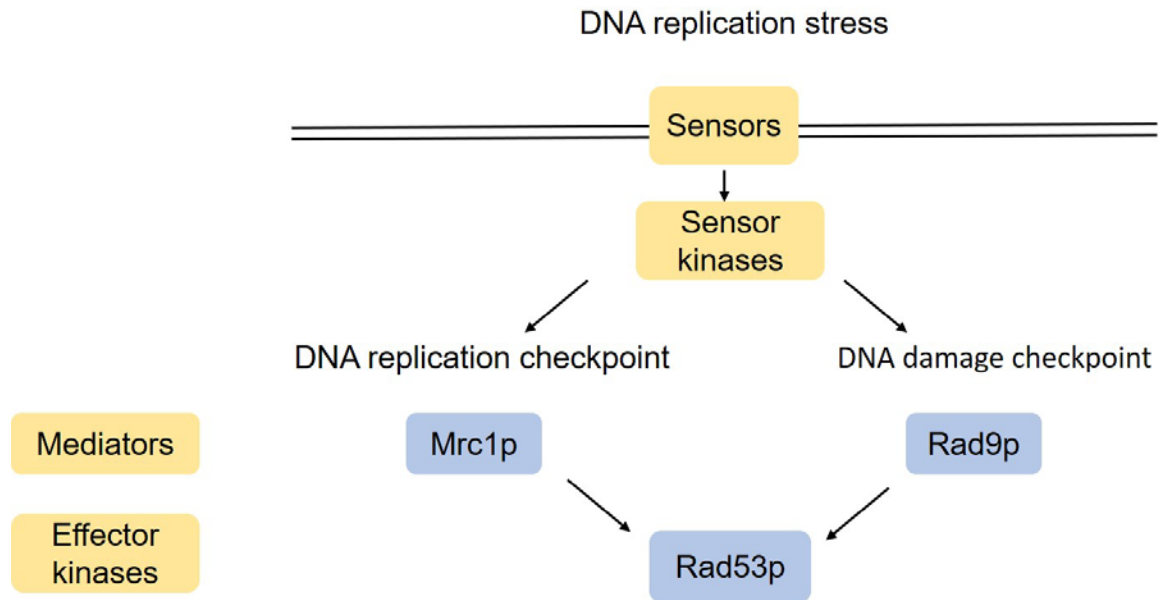 DNA replication stress
Sensors
Sensor
kinases
DNA replication checkpoint
DNA damage checkpoint
Mediators
Mrc1p
Rad9p
Effector
kinases
Rad53p